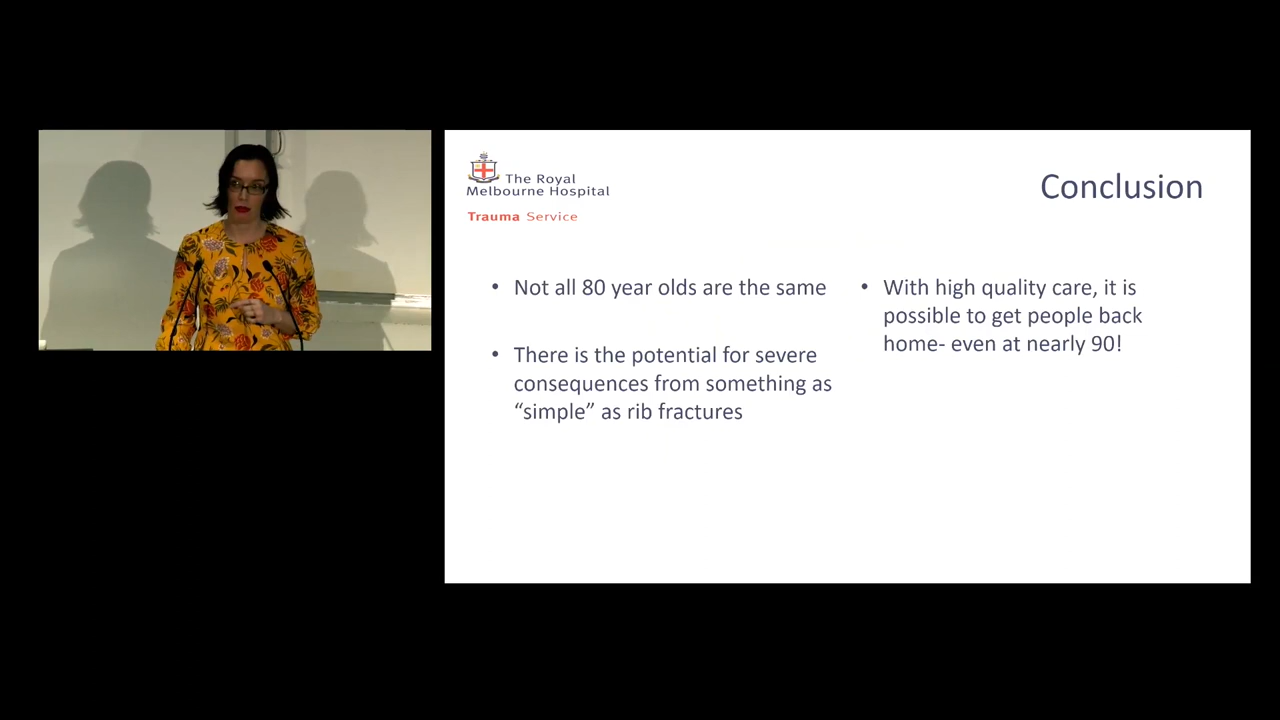 The Royal
Melbourne Hospital
Trauma Service
Conclusion
• Not all 80 year olds are the same
• There is the potential for severe
consequences from something as
“simple” as rib fractures
• With high quality care, it is
possible to get people back
home- even at nearly 90!